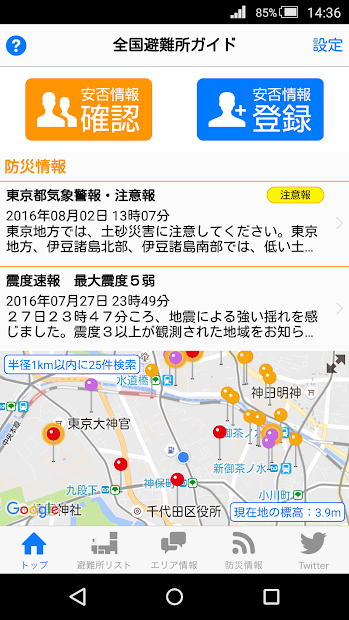 85% 14:36
? 全国避難所ガイド 設定
安否情報
確認
安否情報
登録
防災情報
東京都気象警報・注意報 注意報
2016年08月02日 13時07分
東京地方では、土砂災害に注意してください。東京
地方、伊豆諸島北部、伊豆諸島南部では、低い土...
震度速報 最大震度５弱
2016年07月27日 23時49分
２７日２３時４７分ころ、地震による強い揺れを感
じました。震度３以上が観測された地域をお知ら...
半径1km以内に25件検索
水道橋
神田明神
東京大神宮
御茶ノ水
中央本線
新御茶ノ水
九段下
神保町
小川町
Google
神社
千代田区役所
現在地の標高：3.9m
トップ 避難所リスト エリア情報 防災情報 Twitter